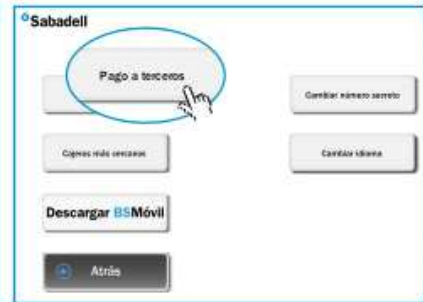 Sabadell
Pago a terceros
Cambiar número secreto
Cajeros más cercanos
Cambiar idioma
Descargar BSMóvil
Atrás